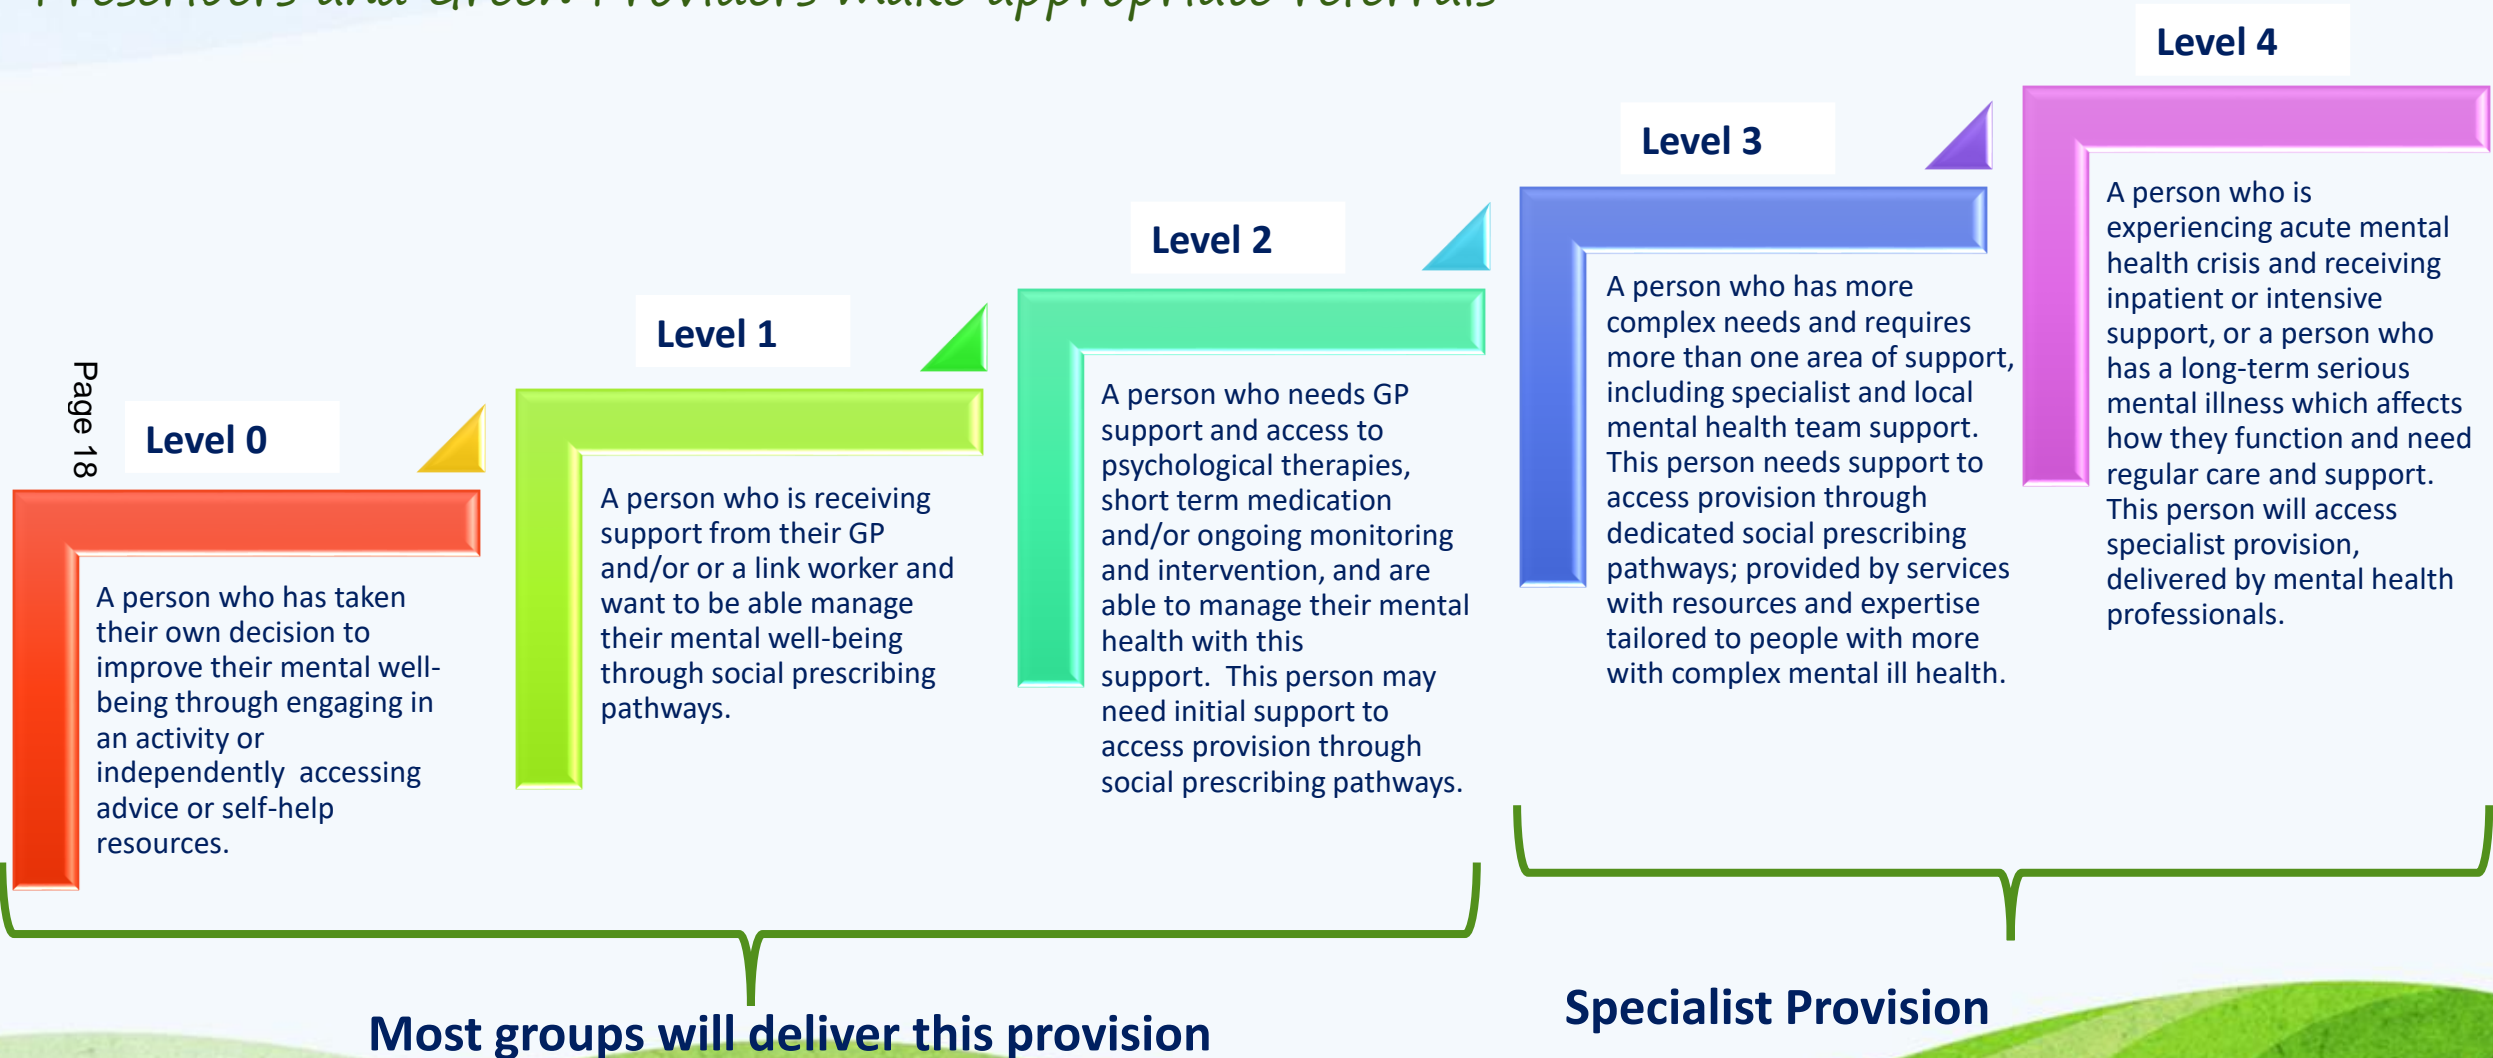 Prescribers and Green Providers make appropriate referrals
Page 18
Level 0
A person who has taken
their own decision to
improve their mental well-
being through engaging in
an activity or
independently  accessing
advice or self-help
resources.
Level 1
A person who is receiving
support from their GP
and/or or a link worker and
want to be able manage
their mental well-being
through social prescribing
pathways.
Level 2
A person who needs GP
support and access to
psychological therapies,
short term medication
and/or ongoing monitoring
and intervention, and are
able to manage their mental
health with this
support.  This person may
need initial support to
access provision through
social prescribing pathways.
Level 3
A person who has more
complex needs and requires
more than one area of support,
including specialist and local
mental health team support.
This person needs support to
access provision through
dedicated social prescribing
pathways; provided by services
with resources and expertise
tailored to people with more
with complex mental ill health.
Level 4
A person who is
experiencing acute mental
health crisis and receiving
inpatient or intensive
support, or a person who
has a long-term serious
mental illness which affects
how they function and need
regular care and support.
This person will access
specialist provision,
delivered by mental health
professionals.
Most groups will deliver this provision
Specialist Provision